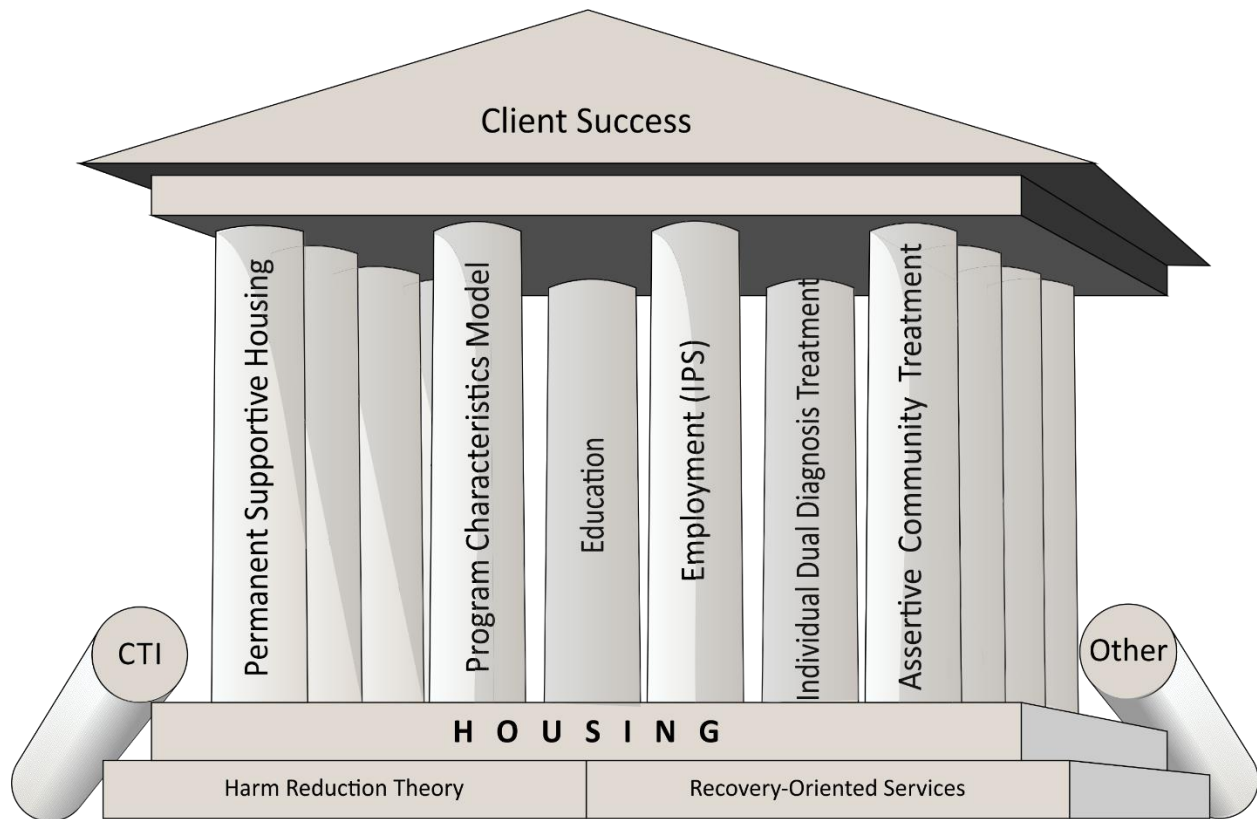 Client Success
Permanent Supportive Housing
Program Characteristics Model
Education
Employment (IPS)
Individual Dual Diagnosis Treatment
Assertive Community Treatment
CTI
Other
HOUSING
Harm Reduction Theory
Recovery-Oriented Services